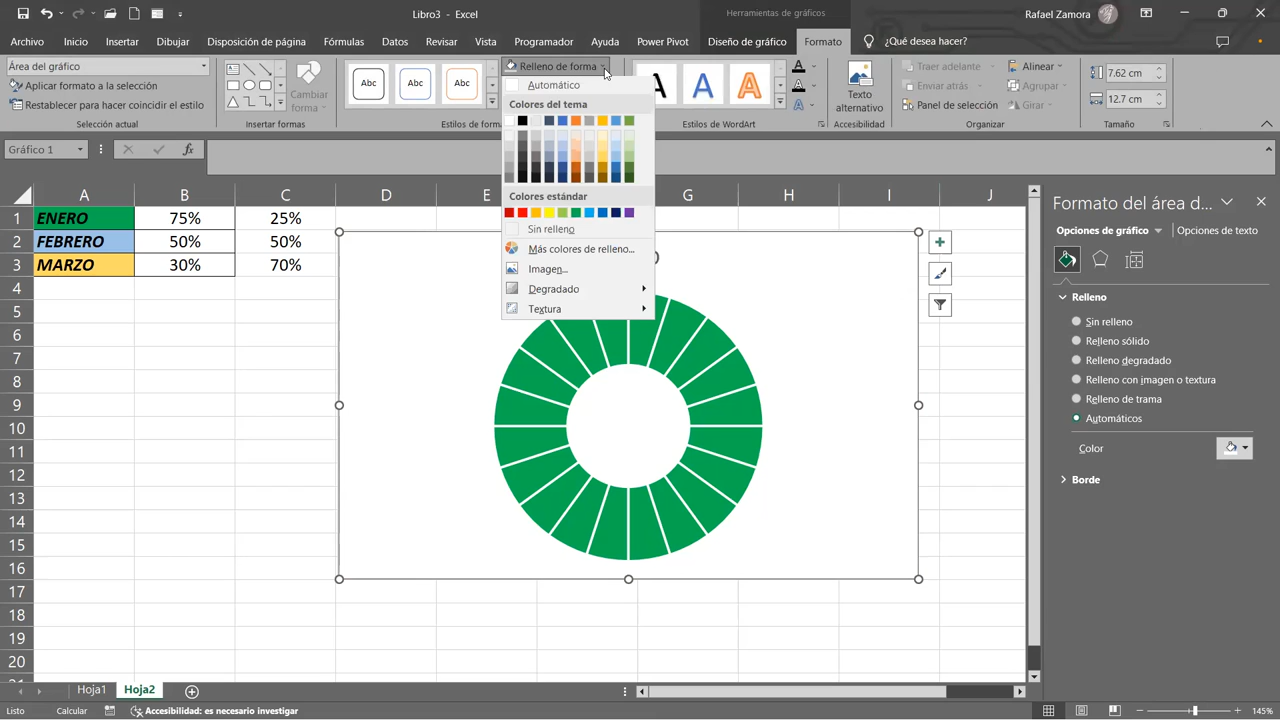 Libro3 - Excel
Herramientas de gráficos
Rafael Zamora
Archivo Inicio Insertar Dibujar Disposición de página Fórmulas Datos Revisar Vista Programador Ayuda Power Pivot Diseño de gráfico Formato ¿Qué desea hacer?
Área del gráfico
Aplicar formato a la selección
Restablecer para hacer coincidir el estilo
Selección actual
Cambiar
forma
Insertar formas
Abc Abc Abc
Estilos de form
Relleno de forma
Automático
Colores del tema
Colores estándar
Sin relleno
Más colores de relleno...
Imagen...
Degradado
Textura
A A A
Estilos de WordArt
Texto
alternativo
Accesibilidad
Traer adelante
Enviar atrás
Panel de selección
Alinear
Agrupar
Girar
Organizar
7.62 cm
12.7 cm
Tamaño
Gráfico 1
fx
A B C D E G H I J
1 ENERO 75% 25%
2 FEBRERO 50% 50%
3 MARZO 30% 70%
4
5
6
7
8
9
10
11
12
13
14
15
16
17
18
19
20
Formato del área d...
Opciones de gráfico Opciones de texto
Relleno
Sin relleno
Relleno sólido
Relleno degradado
Relleno con imagen o textura
Relleno de trama
Automáticos
Color
Borde
Hoja1 Hoja2
Listo Calcular Accesibilidad: es necesario investigar
145%